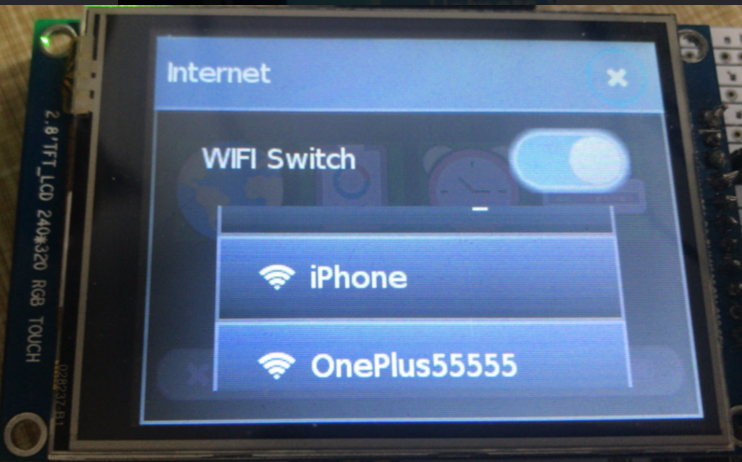 Internet
WIFI Switch
iPhone
OnePlus55555
2.8'TFT_LCD 240*320 RGB TOUCH